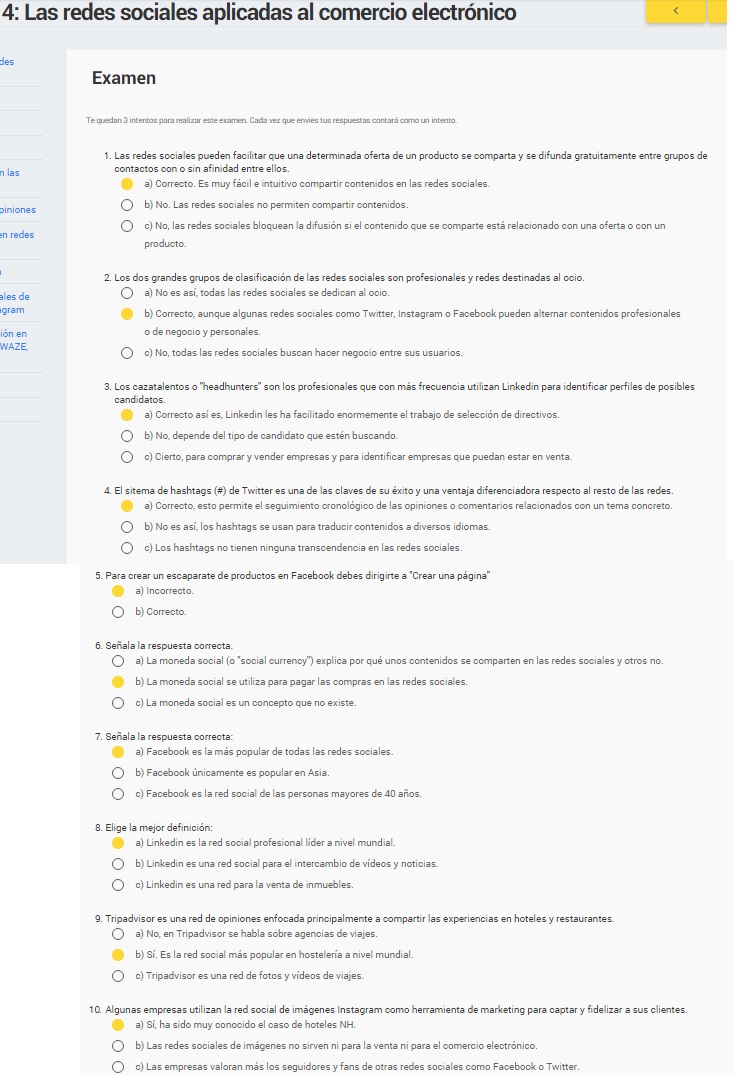 4: Las redes sociales aplicadas al comercio electrónico
<
des
n las
piniones
en redes
ales de
gram
ión en
WAZE,
Examen
Te quedan 3 intentos para realizar este examen. Cada vez que envies tus respuestas contará como un intento.
1. Las redes sociales pueden facilitar que una determinada oferta de un producto se comparta y se difunda gratuitamente entre grupos de
contactos con o sin afinidad entre ellos.
a) Correcto. Es muy fácil e intuitivo compartir contenidos en las redes sociales.
b) No. Las redes sociales no permiten compartir contenidos.
c) No, las redes sociales bloquean la difusión si el contenido que se comparte está relacionado con una oferta o con un
producto.
2. Los dos grandes grupos de clasificación de las redes sociales son profesionales y redes destinadas al ocio.
a) No es así, todas las redes sociales se dedican al ocio.
b) Correcto, aunque algunas redes sociales como Twitter, Instagram o Facebook pueden alternar contenidos profesionales
o de negocio y personales.
c) No, todas las redes sociales buscan hacer negocio entre sus usuarios.
3. Los cazatalentos o "headhunters" son los profesionales que con más frecuencia utilizan Linkedin para identificar perfiles de posibles
candidatos.
a) Correcto así es, Linkedin les ha facilitado enormemente el trabajo de selección de directivos.
b) No, depende del tipo de candidato que estén buscando.
c) Cierto, para comprar y vender empresas y para identificar empresas que puedan estar en venta.
4. El sitema de hashtags (#) de Twitter es una de las claves de su éxito y una ventaja diferenciadora respecto al resto de las redes.
a) Correcto, esto permite el seguimiento cronológico de las opiniones o comentarios relacionados con un tema concreto.
b) No es así, los hashtags se usan para traducir contenidos a diversos idiomas.
c) Los hashtags no tienen ninguna transcendencia en las redes sociales.
5. Para crear un escaparate de productos en Facebook debes dirigirte a "Crear una página"
a) Incorrecto.
b) Correcto.
6. Señala la respuesta correcta.
a) La moneda social (o "social currency") explica por qué unos contenidos se comparten en las redes sociales y otros no.
b) La moneda social se utiliza para pagar las compras en las redes sociales.
c) La moneda social es un concepto que no existe.
7. Señala la respuesta correcta:
a) Facebook es la más popular de todas las redes sociales.
b) Facebook únicamente es popular en Asia.
c) Facebook es la red social de las personas mayores de 40 años.
8. Elige la mejor definición:
a) Linkedin es la red social profesional líder a nivel mundial.
b) Linkedin es una red social para el intercambio de vídeos y noticias.
c) Linkedin es una red para la venta de inmuebles.
9. Tripadvisor es una red de opiniones enfocada principalmente a compartir las experiencias en hoteles y restaurantes.
a) No, en Tripadvisor se habla sobre agencias de viajes.
b) Sí. Es la red social más popular en hostelería a nivel mundial.
c) Tripadvisor es una red de fotos y vídeos de viajes.
10. Algunas empresas utilizan la red social de imágenes Instagram como herramienta de marketing para captar y fidelizar a sus clientes.
a) Sí, ha sido muy conocido el caso de hoteles NH.
b) Las redes sociales de imágenes no sirven ni para la venta ni para el comercio electrónico.
c) Las empresas valoran más los seguidores y fans de otras redes sociales como Facebook o Twitter.